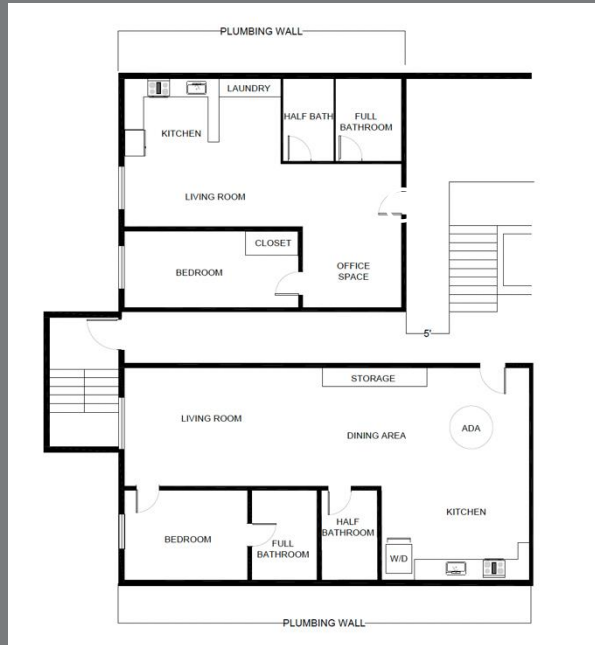 PLUMBING WALL
LAUNDRY
HALF BATH
FULL
BATHROOM
KITCHEN
LIVING ROOM
CLOSET
BEDROOM
OFFICE
SPACE
5'
STORAGE
LIVING ROOM
DINING AREA
ADA
KITCHEN
BEDROOM
FULL
BATHROOM
HALF
BATHROOM
W/D
PLUMBING WALL